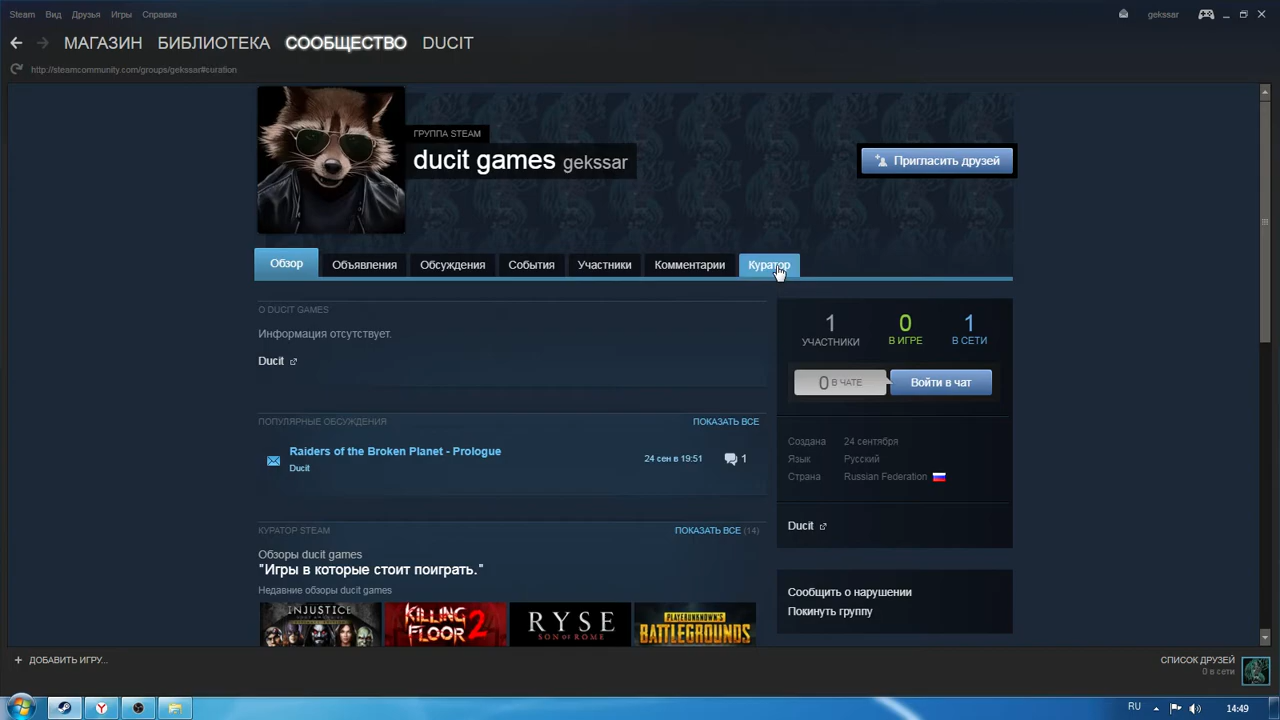 Steam Вид Друзья Игры Справка
gekssar
МАГАЗИН БИБЛИОТЕКА СООБЩЕСТВО DUCIT
http://steamcommunity.com/groups/gekssar#curation
ГРУППА STEAM
ducit games gekssar
Пригласить друзей
Обзор Объявления Обсуждения События Участники Комментарии Куратор
О DUCIT GAMES
Информация отсутствует.
Ducit
1 УЧАСТНИКИ
0 В ИГРЕ
1 В СЕТИ
0 В ЧАТЕ
Войти в чат
ПОПУЛЯРНЫЕ ОБСУЖДЕНИЯ ПОКАЗАТЬ ВСЕ
Raiders of the Broken Planet - Prologue
Ducit
24 сен в 19:51 1
Создана 24 сентября
Язык Русский
Страна Russian Federation
Ducit
КУРАТОР STEAM ПОКАЗАТЬ ВСЕ (14)
Обзоры ducit games
"Игры в которые стоит поиграть."
Недавние обзоры ducit games
INJUSTICE
KILLING FLOOR 2
RYSE SON OF ROME
PLAYERUNKNOWN'S BATTLEGROUNDS
Сообщить о нарушении
Покинуть группу
+ ДОБАВИТЬ ИГРУ...
СПИСОК ДРУЗЕЙ
0 в сети
RU 14:49